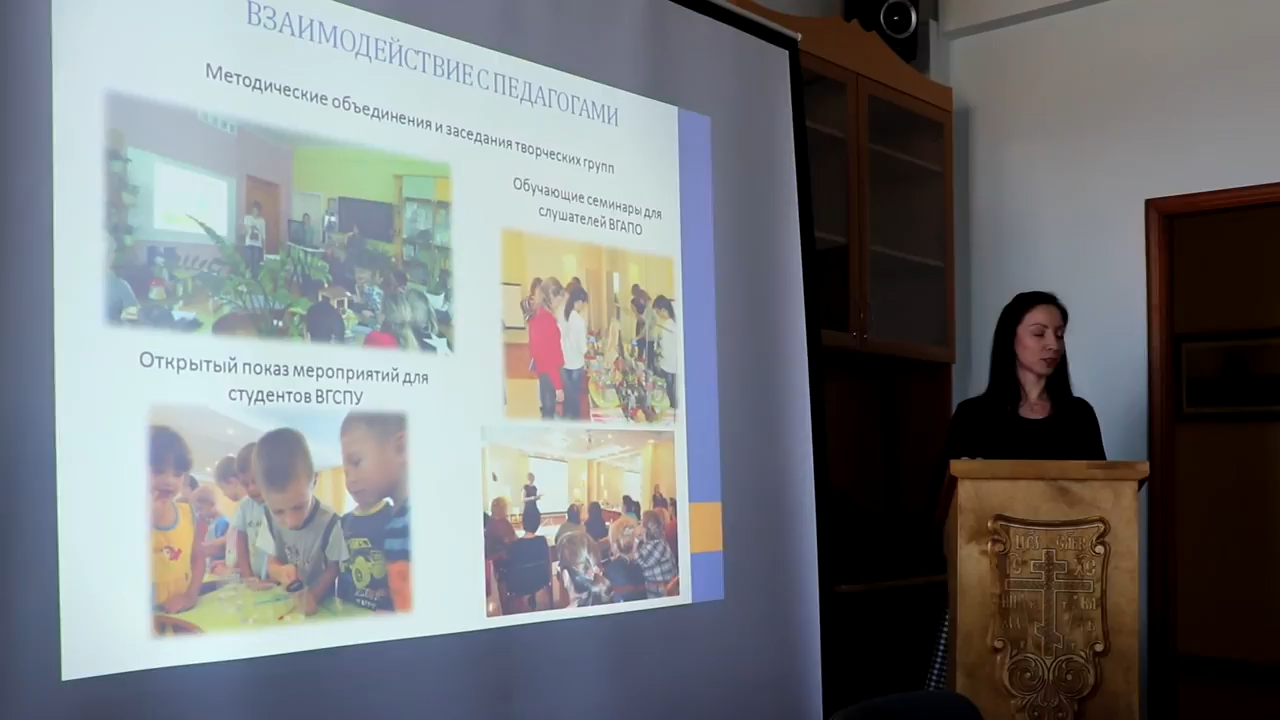 ВЗАИМОДЕЙСТВИЕ С ПЕДАГОГАМИ
Методические объединения и заседания творческих групп
Обучающие семинары для
слушателей ВГАПО
Открытый показ мероприятий для
студентов ВГСПУ